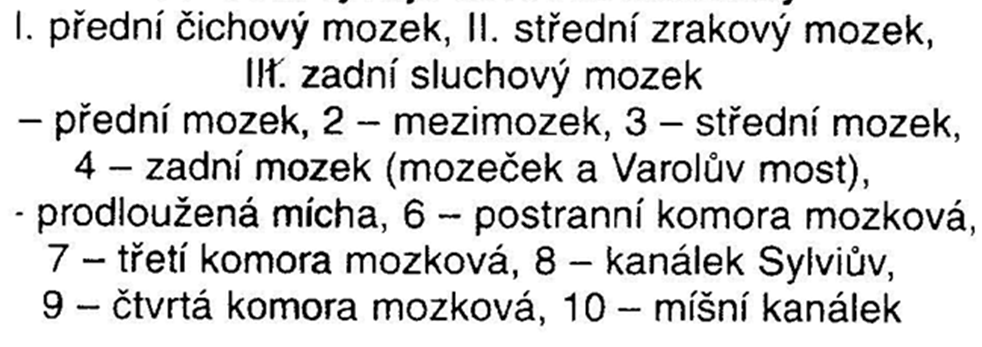 I. přední čichový mozek, II. střední zrakový mozek,
III. zadní sluchový mozek
– přední mozek, 2 – mezimozek, 3 – střední mozek,
4 – zadní mozek (mozeček a Varolův most),
- prodloužená mícha, 6 – postranní komora mozková,
7 – třetí komora mozková, 8 – kanálek Sylviův,
9 – čtvrtá komora mozková, 10 – míšní kanálek